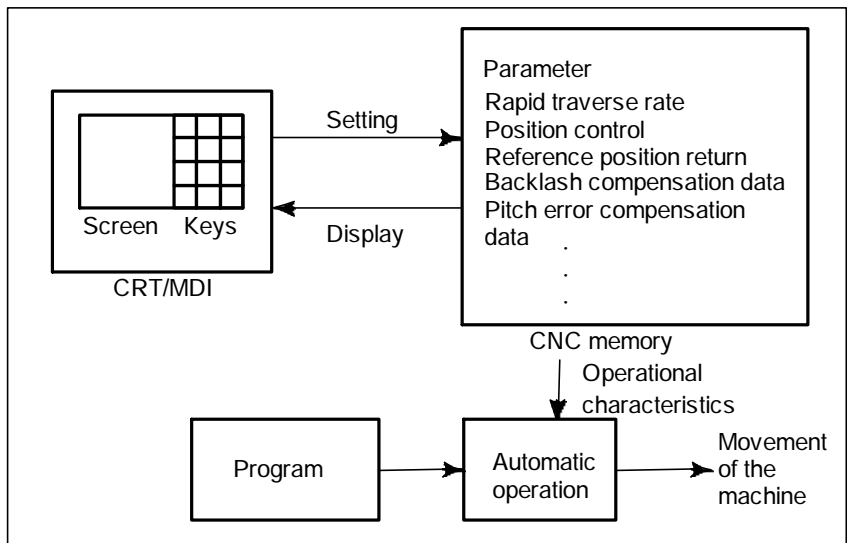 Parameter
Rapid traverse rate
Position control
Reference position return
Backlash compensation data
Pitch error compensation
data
.
.
.
Setting
Display
Screen Keys
CRT/MDI
CNC memory
Operational
characteristics
Program
Automatic
operation
Movement
of the
machine